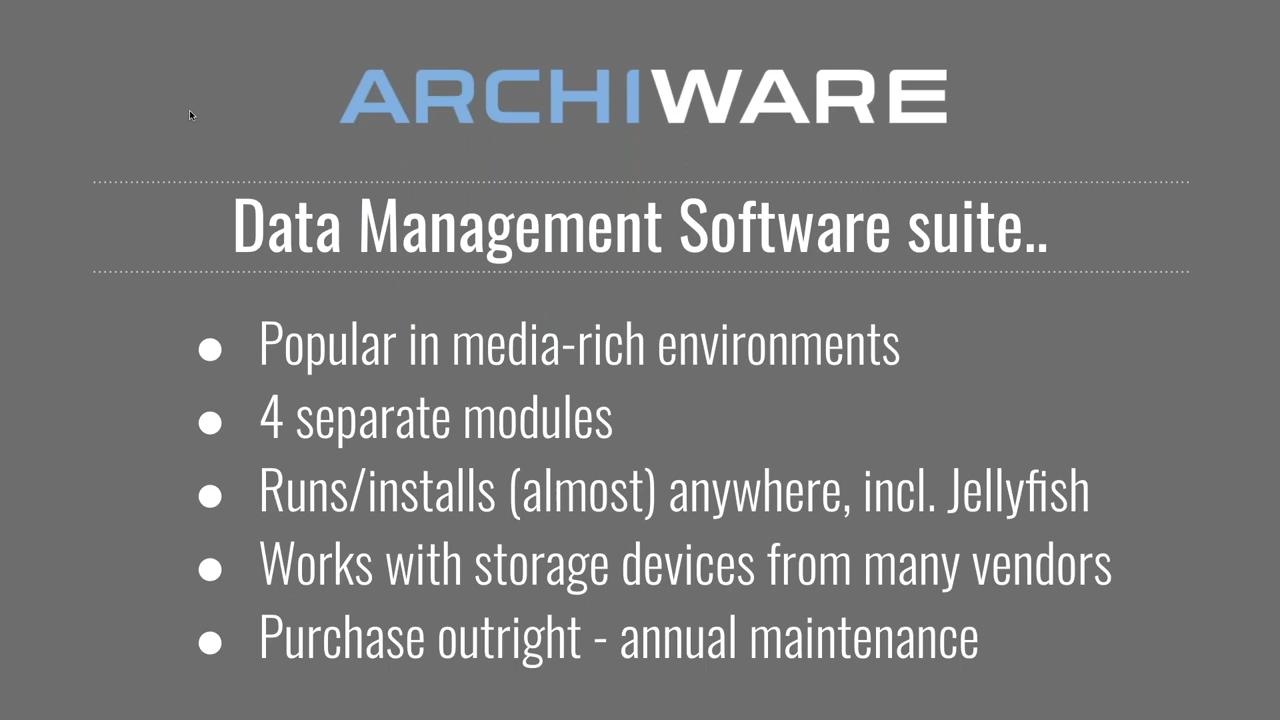 ARCHIWARE
Data Management Software suite..
● Popular in media-rich environments
● 4 separate modules
● Runs/installs (almost) anywhere, incl. Jellyfish
● Works with storage devices from many vendors
● Purchase outright - annual maintenance